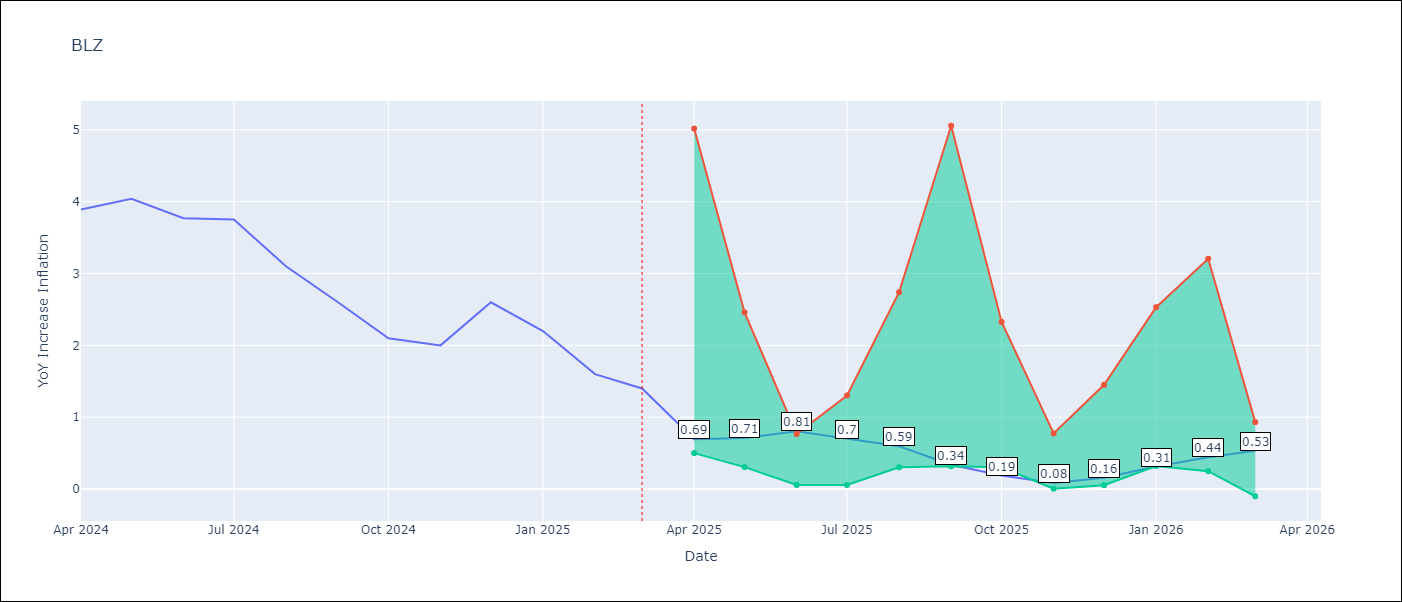 BLZ
YoY Increase Inflation
5
4
3
2
1
0
0.69
0.71
0.81
0.7
0.59
0.34
0.19
0.08
0.16
0.31
0.44
0.53
Apr 2024
Jul 2024
Oct 2024
Jan 2025
Apr 2025
Jul 2025
Oct 2025
Jan 2026
Apr 2026
Date